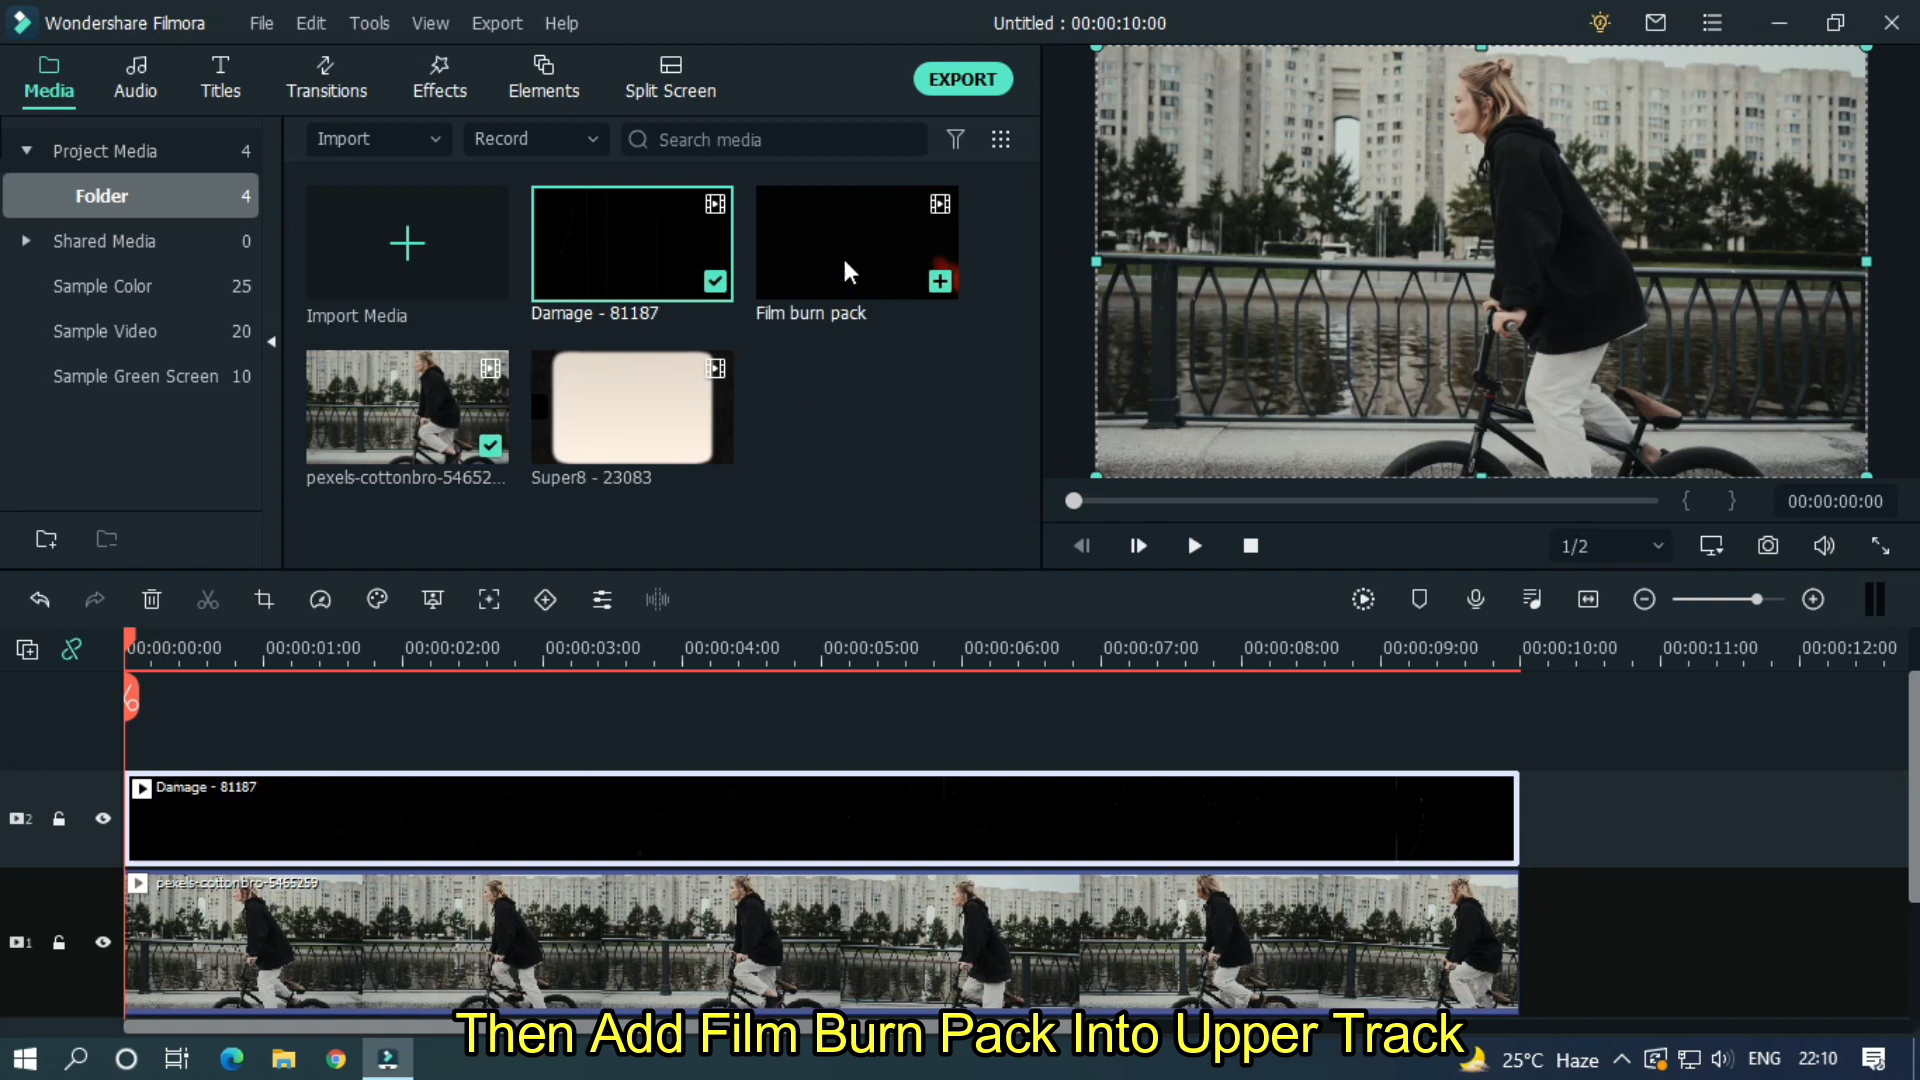 Wondershare Filmora
File Edit Tools View Export Help
Untitled : 00:00:10:00
Media Audio Titles Transitions Effects Elements Split Screen
EXPORT
Project Media 4
Folder 4
Shared Media 0
Sample Color 25
Sample Video 20
Sample Green Screen 10
Import Record Search media
Import Media
Damage - 81187
Film burn pack
pexels-cottonbro-54652...
Super8 - 23083
{ } 00:00:00:00
1/2
00:00:00:00 00:00:01:00 00:00:02:00 00:00:03:00 00:00:04:00 00:00:05:00 00:00:06:00 00:00:07:00 00:00:08:00 00:00:09:00 00:00:10:00 00:00:11:00 00:00:12:00
Damage - 81187
2
pexels-cottonbro-5465259
1
Then Add Film Burn Pack Into Upper Track
25°C Haze ENG 22:10